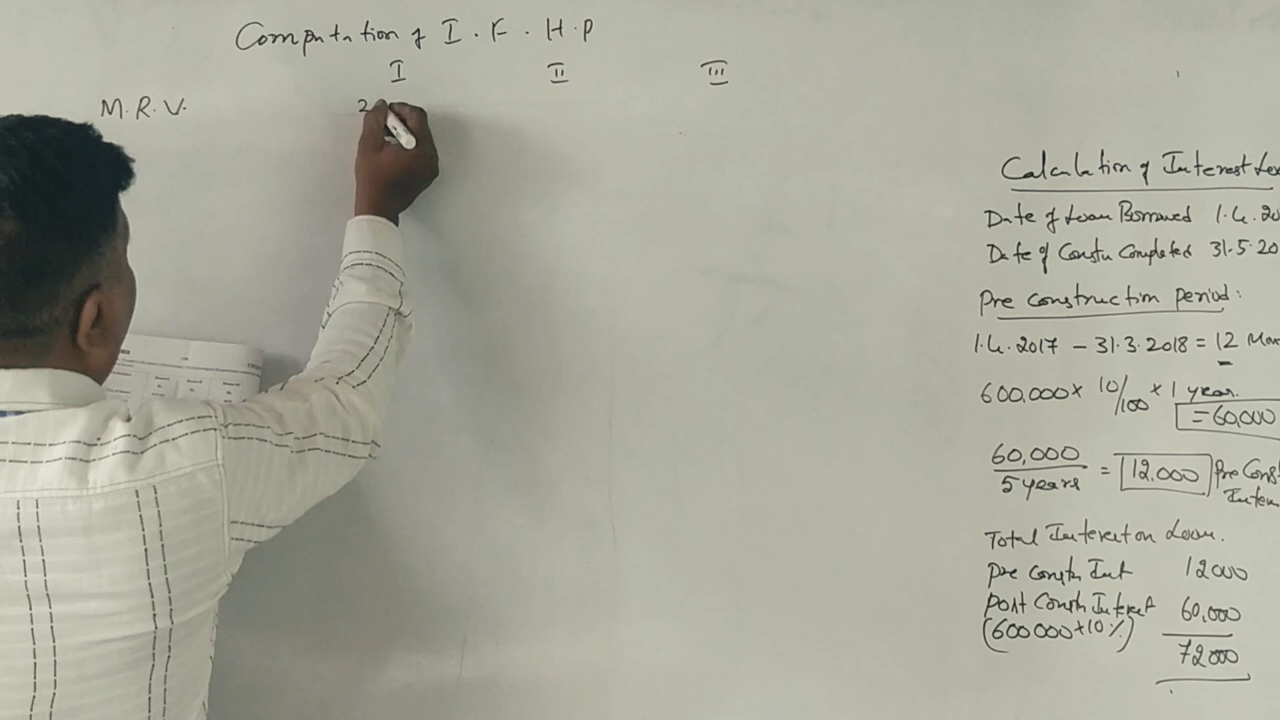 Computation of I.F.H.P
I II III
M.R.V. 2
Calculation of Interest
Date of Loan Borrowed 1.4.20
Date of Constn Completed 31.5.20
Pre construction period:
1.4.2017 – 31.3.2018 = 12
600,000 × 10/100 × 1 year.
= 60,000
60,000 / 5 years = 12,000 Pre Cons
Total Interest on Loan.
Pre Constn Int 12000
Post Constn Interest 60,000
(600000 × 10%)
72000